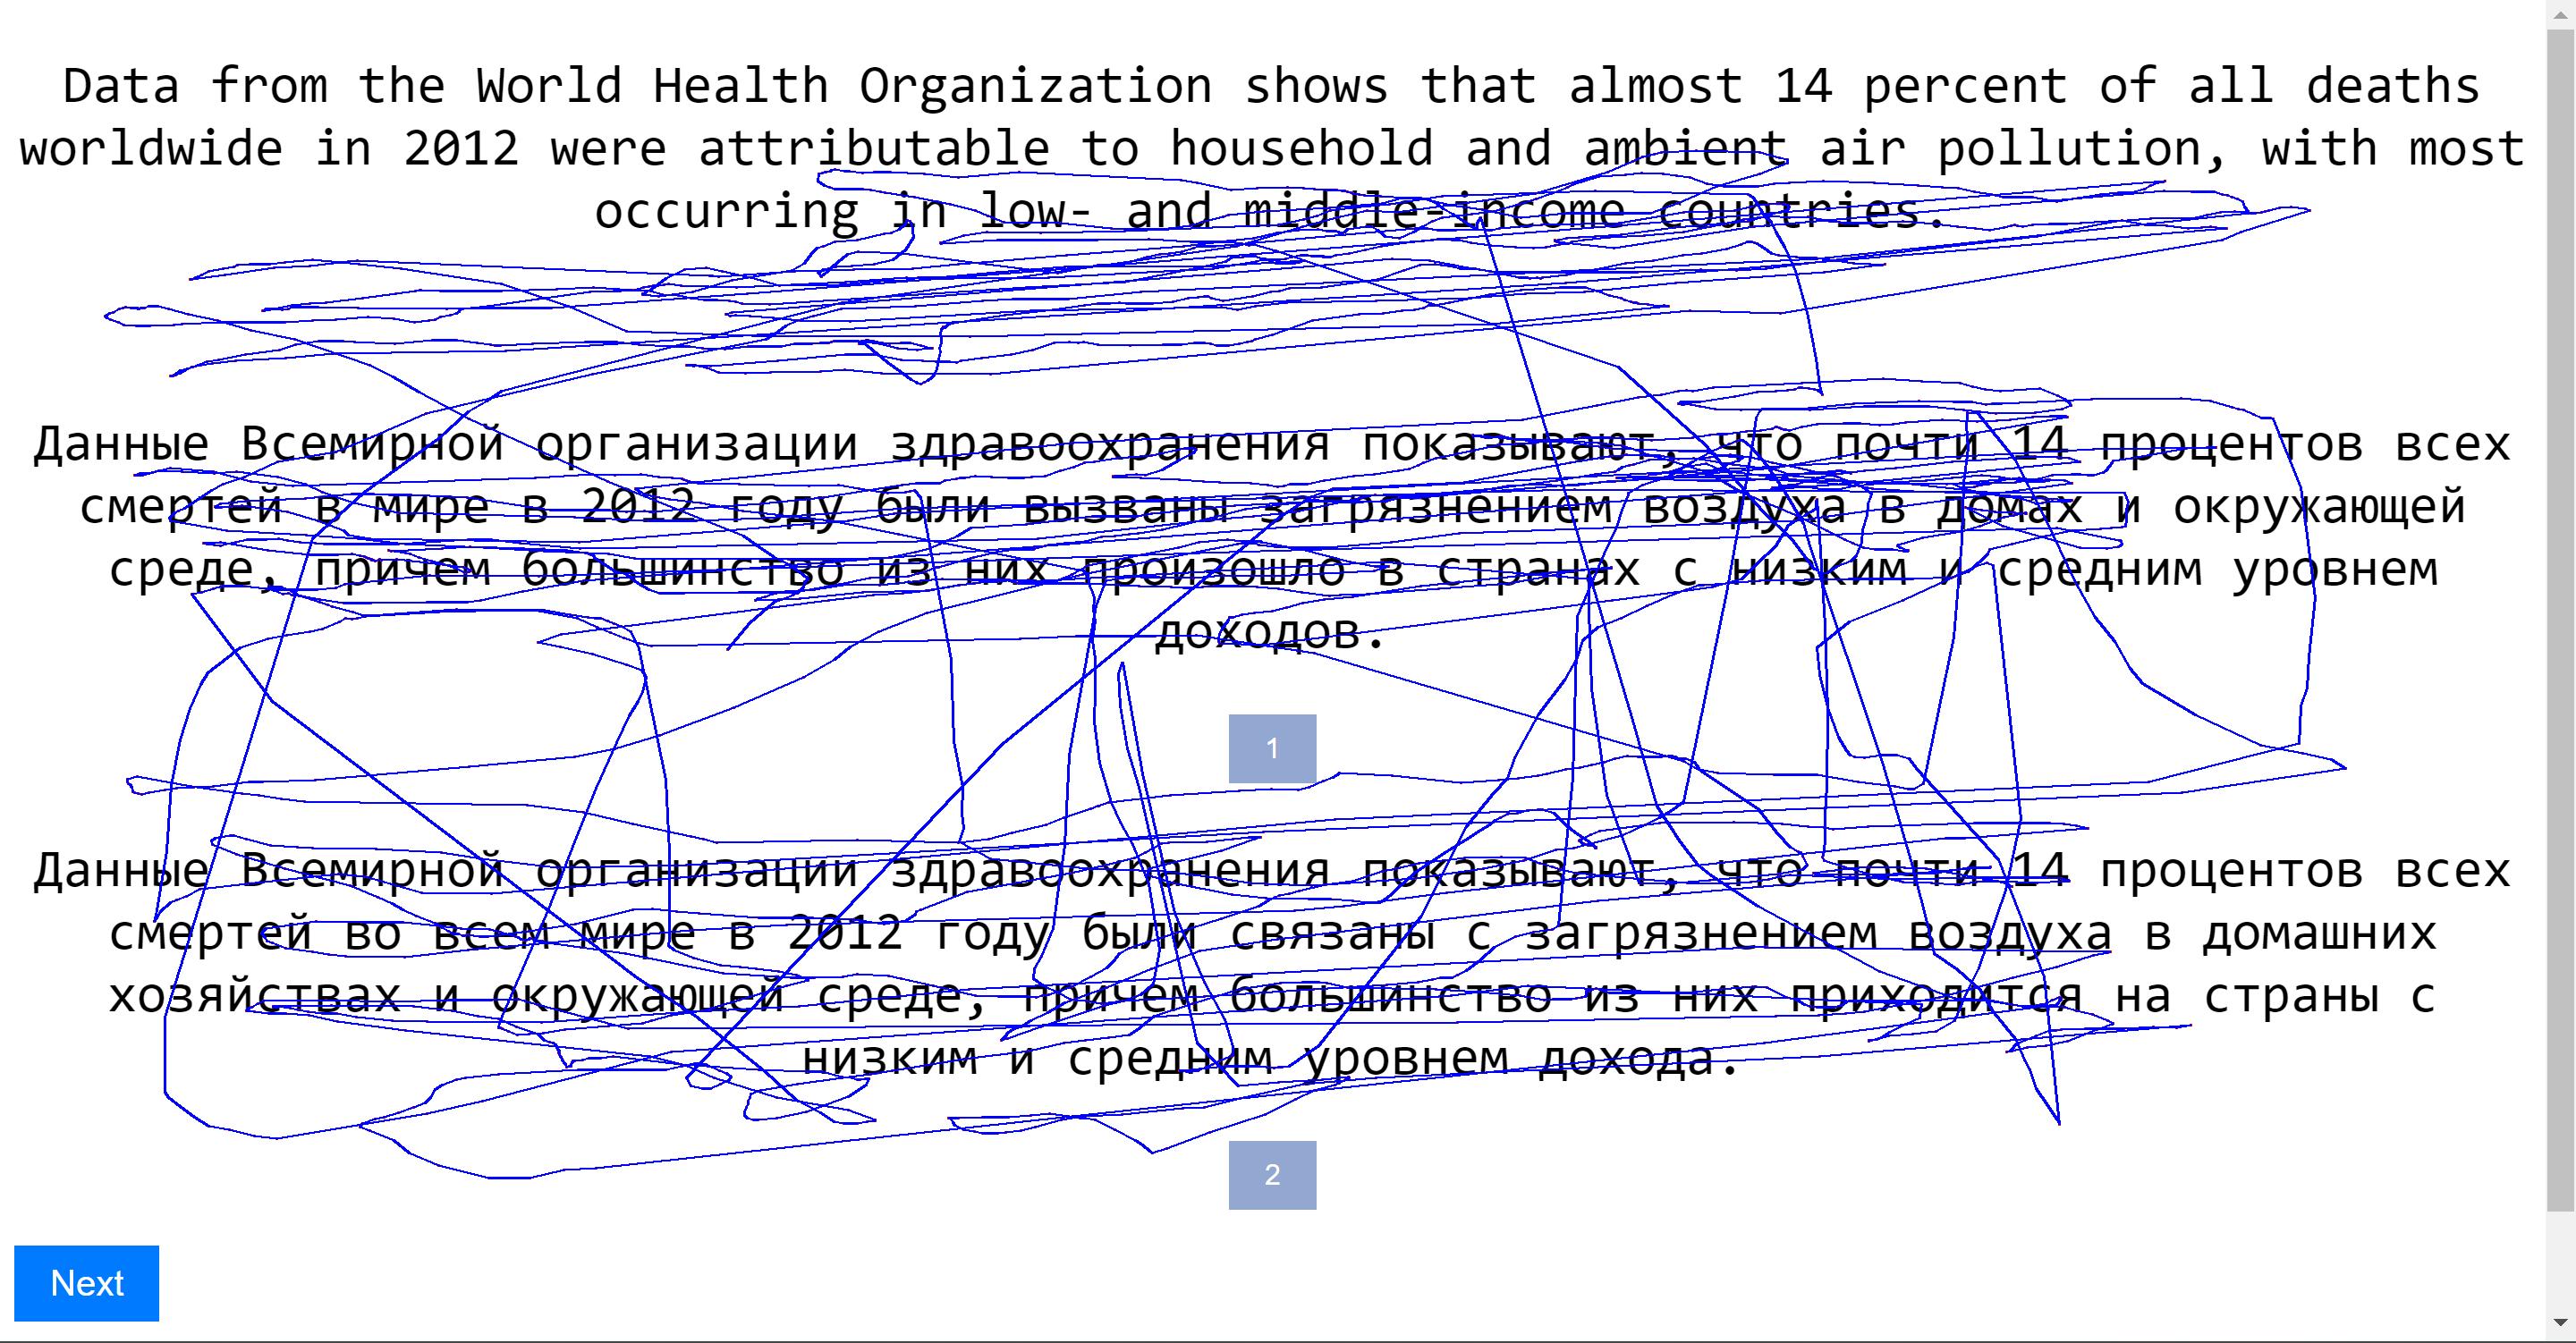 Data from the World Health Organization shows that almost 14 percent of all deaths
worldwide in 2012 were attributable to household and ambient air pollution, with most
occurring in low- and middle-income countries.
Данные Всемирной организации здравоохранения показывают, что почти 14 процентов всех
смертей в мире в 2012 году были вызваны загрязнением воздуха в домах и окружающей
среде, причем большинство из них произошло в странах с низким и средним уровнем
доходов.
1
Данные Всемирной организации здравоохранения показывают, что почти 14 процентов всех
смертей во всем мире в 2012 году были связаны с загрязнением воздуха в домашних
хозяйствах и окружающей среде, причем большинство из них приходится на страны с
низким и средним уровнем дохода.
2
Next